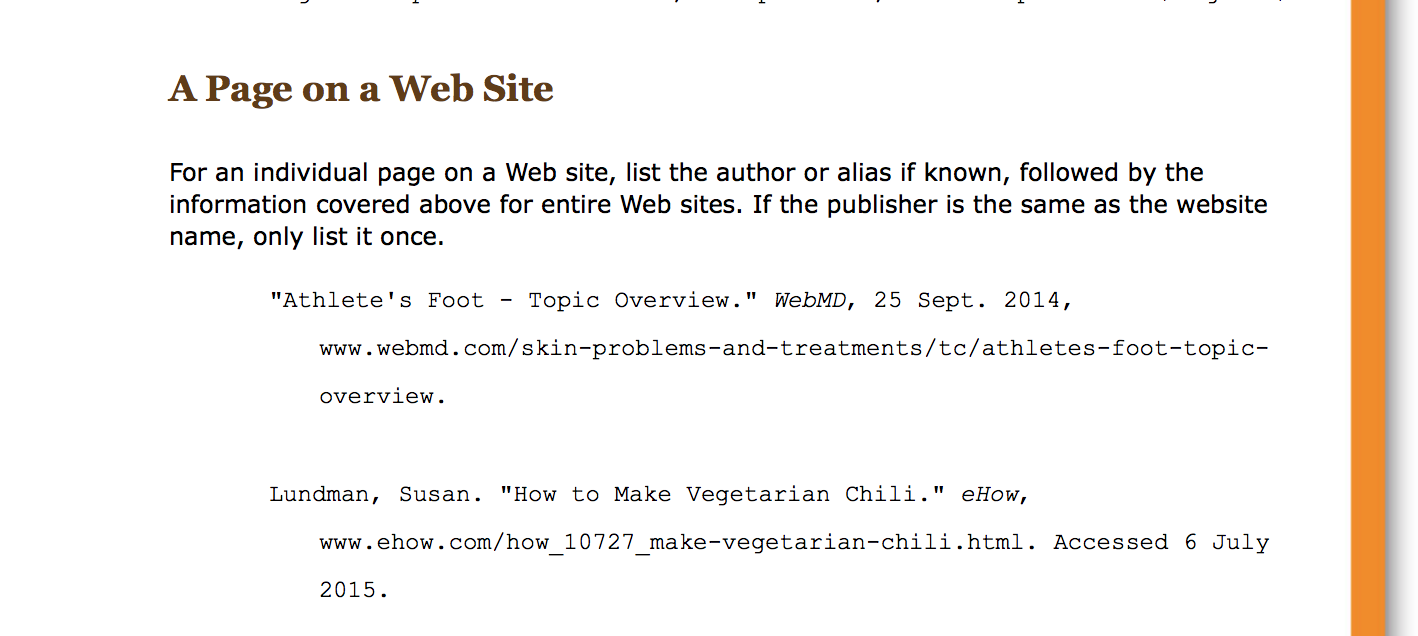 A Page on a Web Site
For an individual page on a Web site, list the author or alias if known, followed by the
information covered above for entire Web sites. If the publisher is the same as the website
name, only list it once.
"Athlete's Foot - Topic Overview." WebMD, 25 Sept. 2014,
www.webmd.com/skin-problems-and-treatments/tc/athletes-foot-topic-
overview.
Lundman, Susan. "How to Make Vegetarian Chili." eHow,
www.ehow.com/how_10727_make-vegetarian-chili.html. Accessed 6 July
2015.